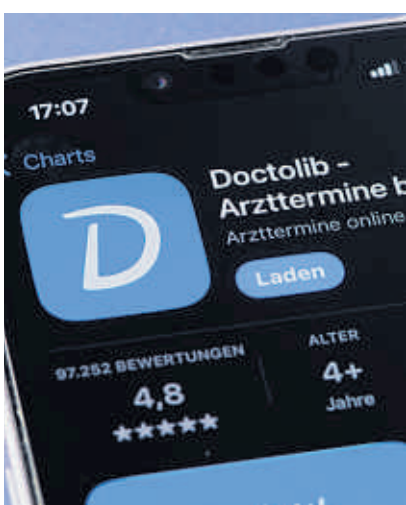 17:07
Charts
Doctolib -
Arzttermine b
Arzttermine online
Laden
97.252 BEWERTUNGEN
4,8
ALTER
4+
Jahre
D